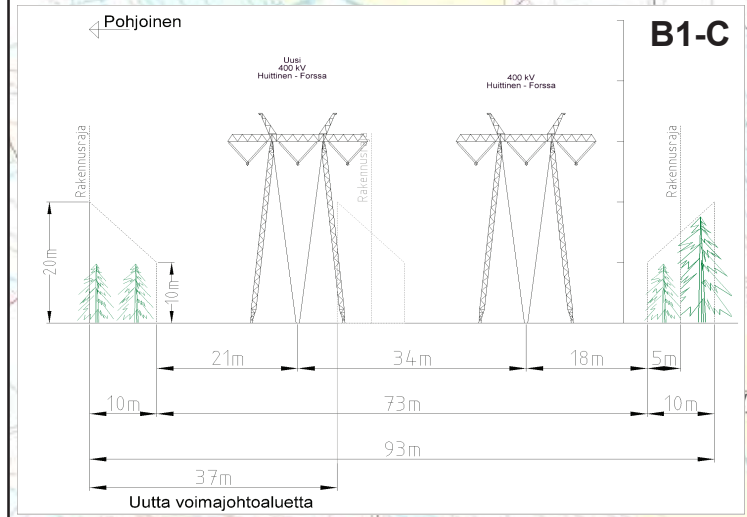 Pohjoinen
B1-C
Uusi
400 kV
Huittinen - Forssa
400 kV
Huittinen - Forssa
Rakennusraja
Rakennusraja
Rakennusraja
20m
10m
21m
34m
18m
5m
10m
73m
10m
93m
37m
Uutta voimajohtoaluetta